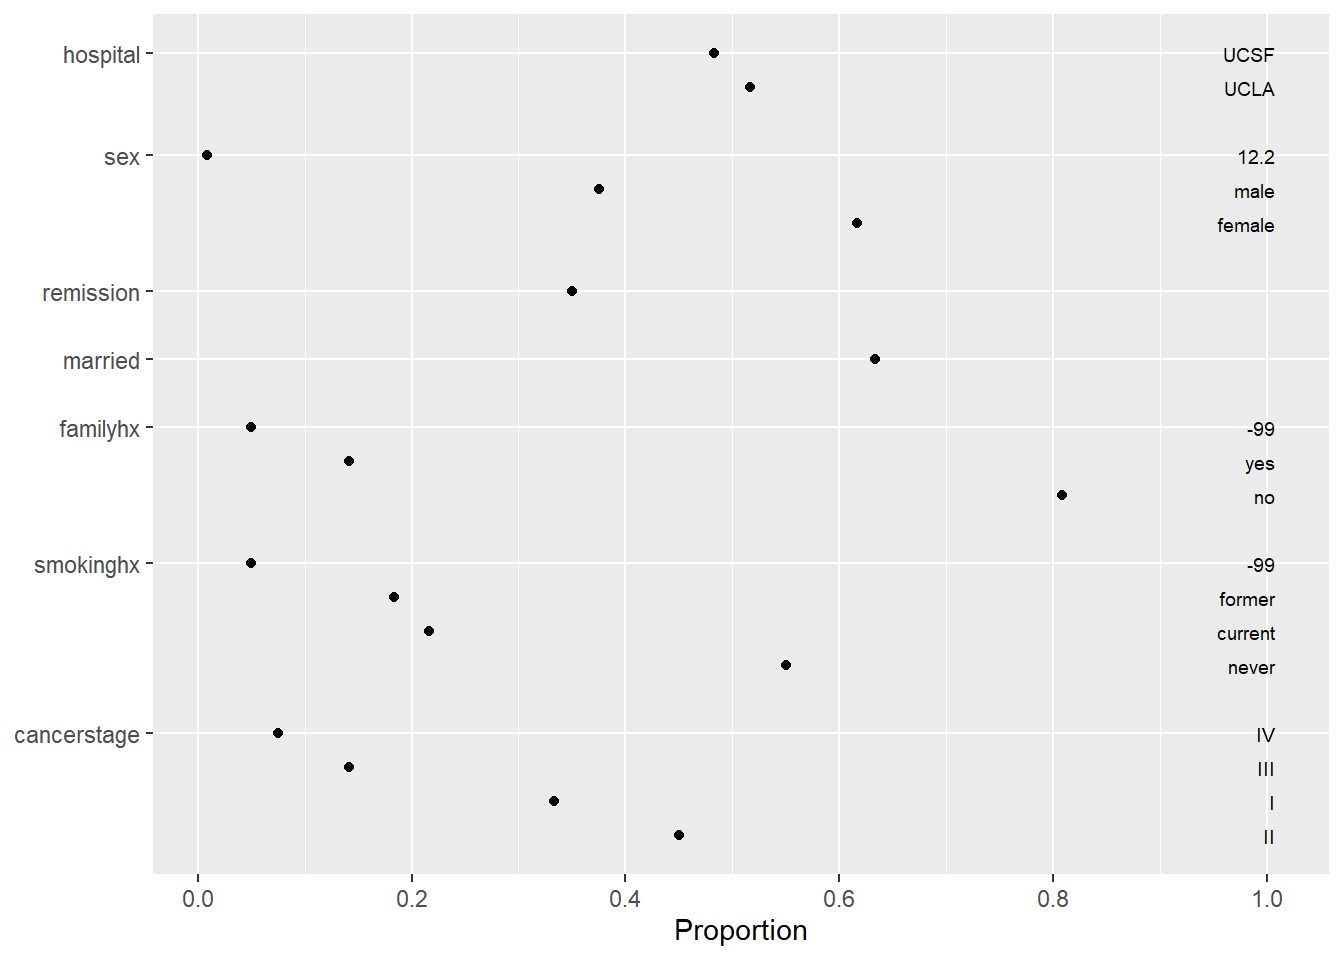 hospital UCSF
UCLA
sex 12.2
male
female
remission
married
familyhx -99
yes
no
smokinghx -99
former
current
never
cancerstage IV
III
I
II
0.0 0.2 0.4 0.6 0.8 1.0
Proportion